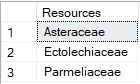 Resources
1 Asteraceae
2 Ectolechiaceae
3 Parmeliaceae